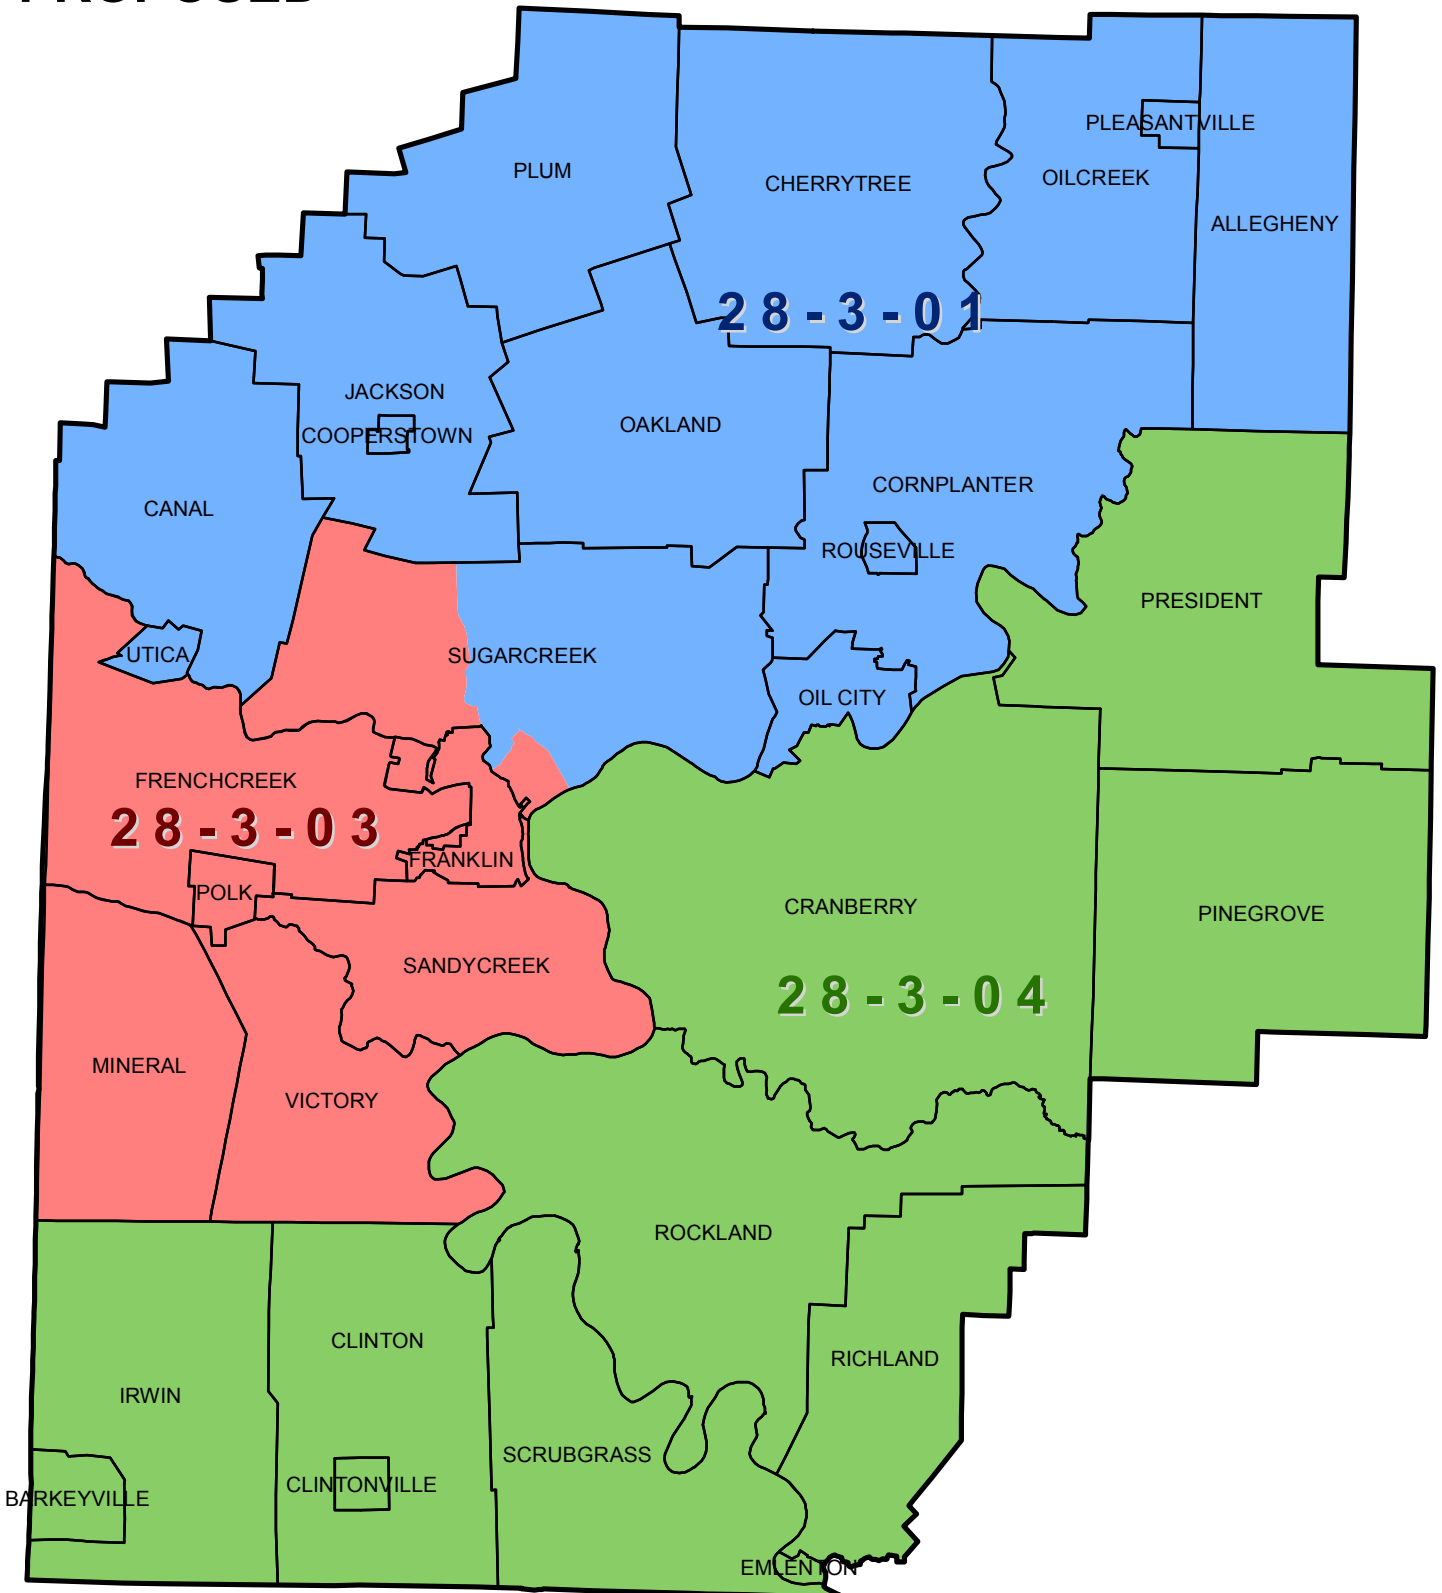 PROPOSED
PLEASANTVILLE
PLUM
CHERRYTREE
OILCREEK
ALLEGHENY
28-3-01
JACKSON
COOPERSTOWN
OAKLAND
CANAL
CORNPLANTER
ROUSEVILLE
PRESIDENT
UTICA
SUGARCREEK
OIL CITY
FRENCHCREEK
28-3-03
FRANKLIN
POLK
CRANBERRY
PINEGROVE
SANDYCREEK
28-3-04
MINERAL
VICTORY
ROCKLAND
CLINTON
RICHLAND
IRWIN
SCRUBGRASS
CLINTONVILLE
BARKEYVILLE
EMLENTON